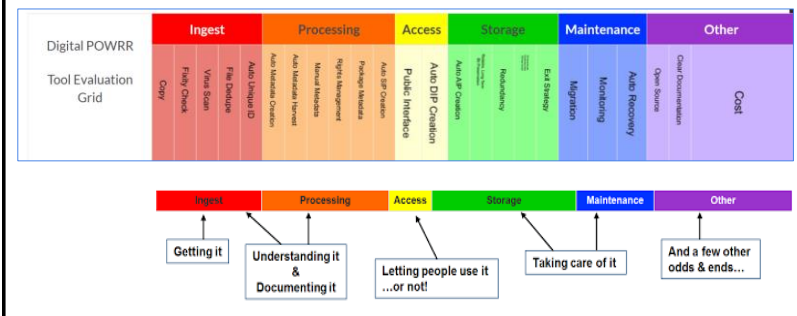 Digital POWRR
Tool Evaluation
Grid
Ingest
Processing
Access
Storage
Maintenance
Other
Copy
Fixity Check
Virus Scan
File Dedupe
Auto Unique ID
Auto Metadata Creation
Auto Metadata Harvest
Manual Metadata
Rights Management
Package Metadata
Auto SIP Creation
Public Interface
Auto DIP Creation
Auto AIP Creation
Redundancy
Exit Strategy
Migration
Monitoring
Auto Recovery
Open Source
Clear Documentation
Cost
Ingest
Processing
Access
Storage
Maintenance
Other
Getting it
Understanding it
&
Documenting it
Letting people use it
…or not!
Taking care of it
And a few other
odds & ends…